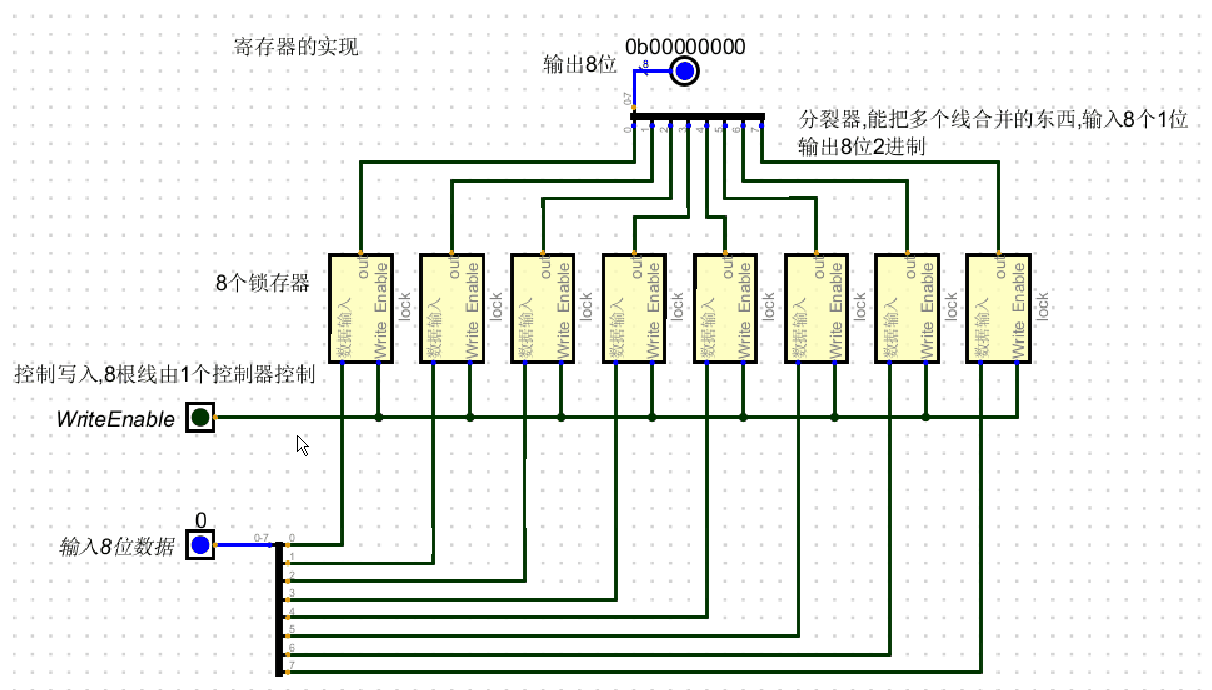 寄存器的实现
0b00000000
输出8位
8
0-7
0 1 2 3 4 5 6 7
分裂器,能把多个线合并的东西,输入8个1位
输出8位2进制
8个锁存器
out out out out out out out out
数据输入 Write Enable lock
数据输入 Write Enable lock
数据输入 Write Enable lock
数据输入 Write Enable lock
数据输入 Write Enable lock
数据输入 Write Enable lock
数据输入 Write Enable lock
数据输入 Write Enable lock
控制写入,8根线由1个控制器控制
WriteEnable
0
输入8位数据
0-7
0
1
2
3
4
5
6
7